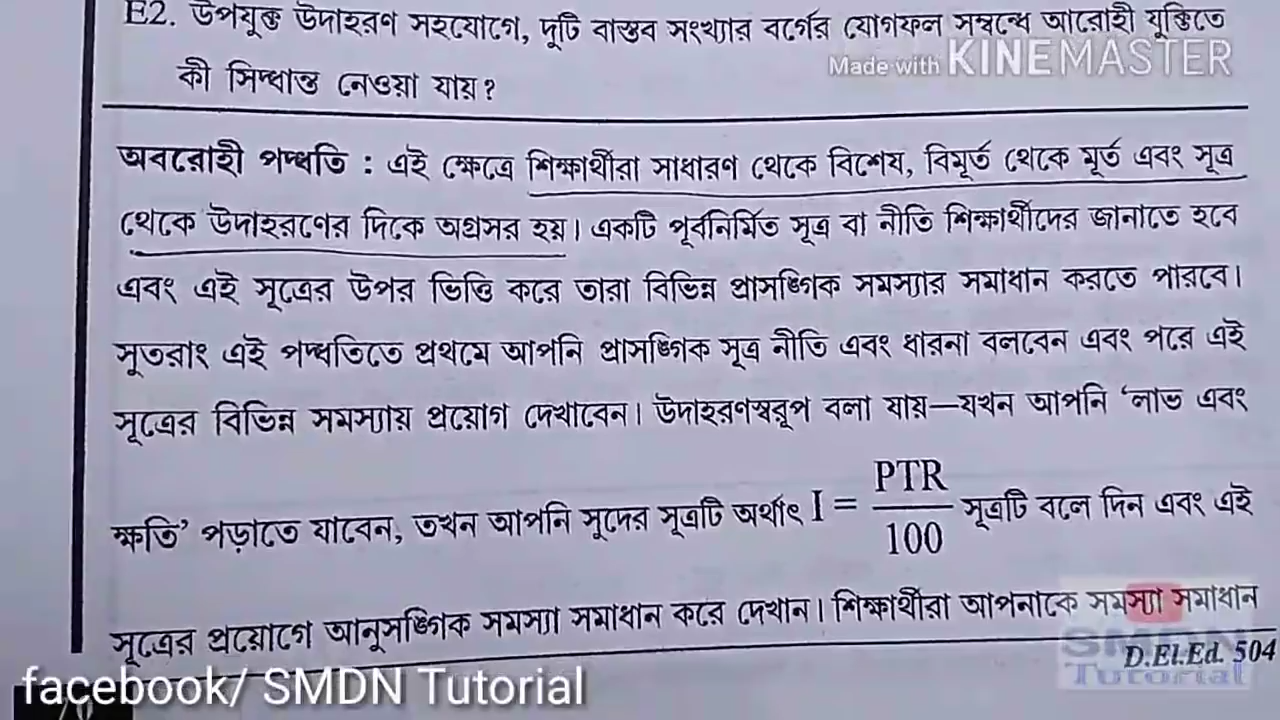 E2. উপযুক্ত উদাহরণ সহযোগে, দুটি বাস্তব সংখ্যার বর্গের যোগফল সম্বন্ধে আরোহী যুক্তিতে
Made with KINEMASTER
কী সিদ্ধান্ত নেওয়া যায়?
অবরোহী পদ্ধতি : এই ক্ষেত্রে শিক্ষার্থীরা সাধারণ থেকে বিশেষ, বিমূর্ত থেকে মূর্ত এবং সূত্র
থেকে উদাহরণের দিকে অগ্রসর হয়। একটি পূর্বনির্মিত সূত্র বা নীতি শিক্ষার্থীদের জানাতে হবে
এবং এই সূত্রের উপর ভিত্তি করে তারা বিভিন্ন প্রাসঙ্গিক সমস্যার সমাধান করতে পারবে।
সুতরাং এই পদ্ধতিতে প্রথমে আপনি প্রাসঙ্গিক সূত্র নীতি এবং ধারনা বলবেন এবং পরে এই
সূত্রের বিভিন্ন সমস্যায় প্রয়োগ দেখাবেন। উদাহরণস্বরূপ বলা যায়—যখন আপনি ‘লাভ এবং
ক্ষতি’ পড়াতে যাবেন, তখন আপনি সুদের সূত্রটি অর্থাৎ I = PTR/100 সূত্রটি বলে দিন এবং এই
সূত্রের প্রয়োগে আনুসঙ্গিক সমস্যা সমাধান করে দেখান। শিক্ষার্থীরা আপনাকে সমস্যা সমাধান
D.El.Ed. 504
SMDN
Tutorial
facebook/ SMDN Tutorial